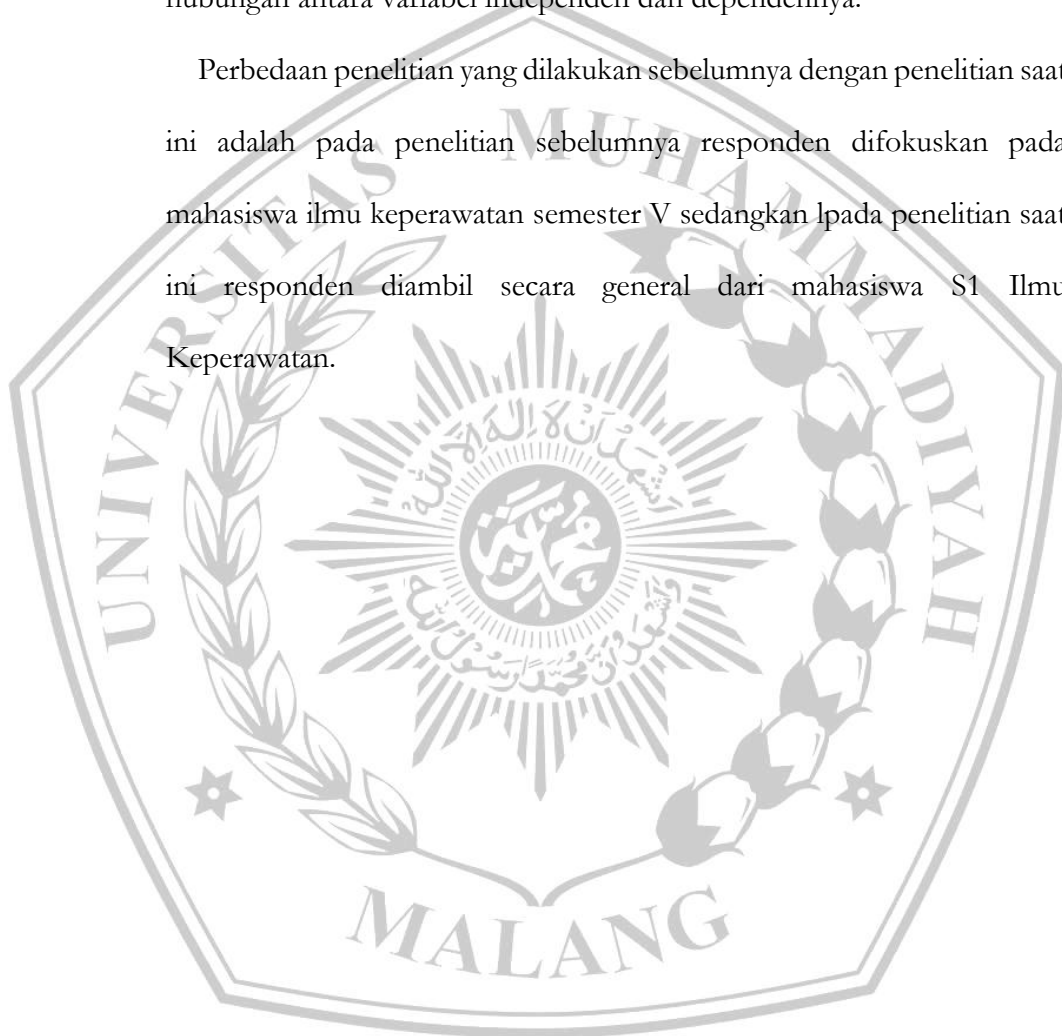 hubungan antara variabel independen dan dependennya.
Perbedaan penelitian yang dilakukan sebelumnya dengan penelitian saat
ini adalah pada penelitian sebelumnya responden difokuskan pada
mahasiswa ilmu keperawatan semester V sedangkan lpada penelitian saat
ini responden diambil secara general dari mahasiswa S1 Ilmu
Keperawatan.
UNIVERSITAS MUHAMMADIYAH
MALANG